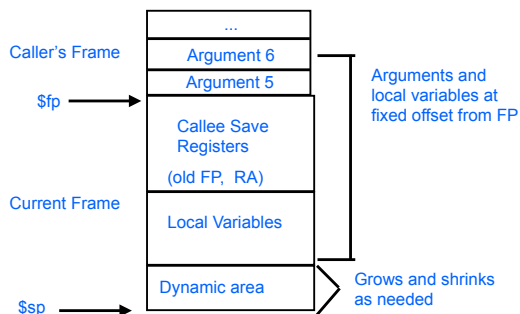 ...
Caller's Frame
Argument 6
Argument 5
Arguments and
local variables at
fixed offset from FP
$fp
Callee Save
Registers
(old FP, RA)
Current Frame
Local Variables
Dynamic area
Grows and shrinks
as needed
$sp